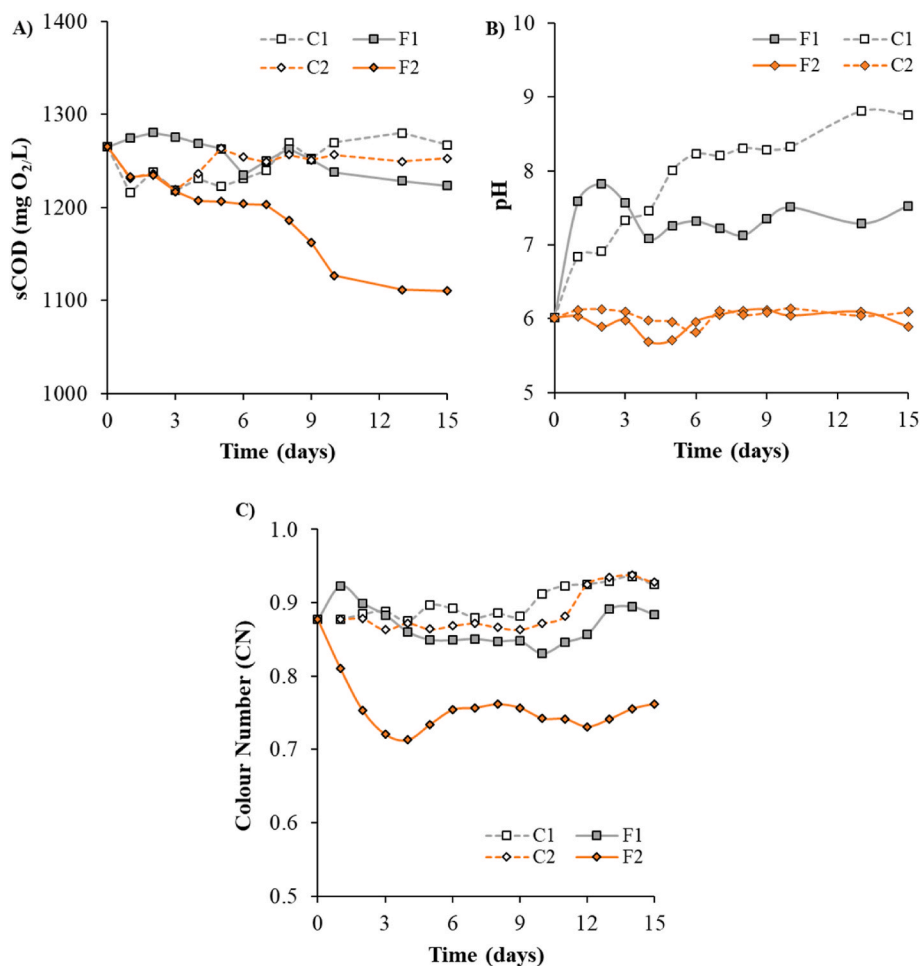 A)
1400
1300
1200
1100
1000
sCOD (mg O₂/L)
C1 F1
C2 F2
0 3 6 9 12 15
Time (days)
B)
10
9
8
7
6
5
pH
F1 C1
F2 C2
0 3 6 9 12 15
Time (days)
C)
1.0
0.9
0.8
0.7
0.6
0.5
Colour Number (CN)
C1 F1
C2 F2
0 3 6 9 12 15
Time (days)